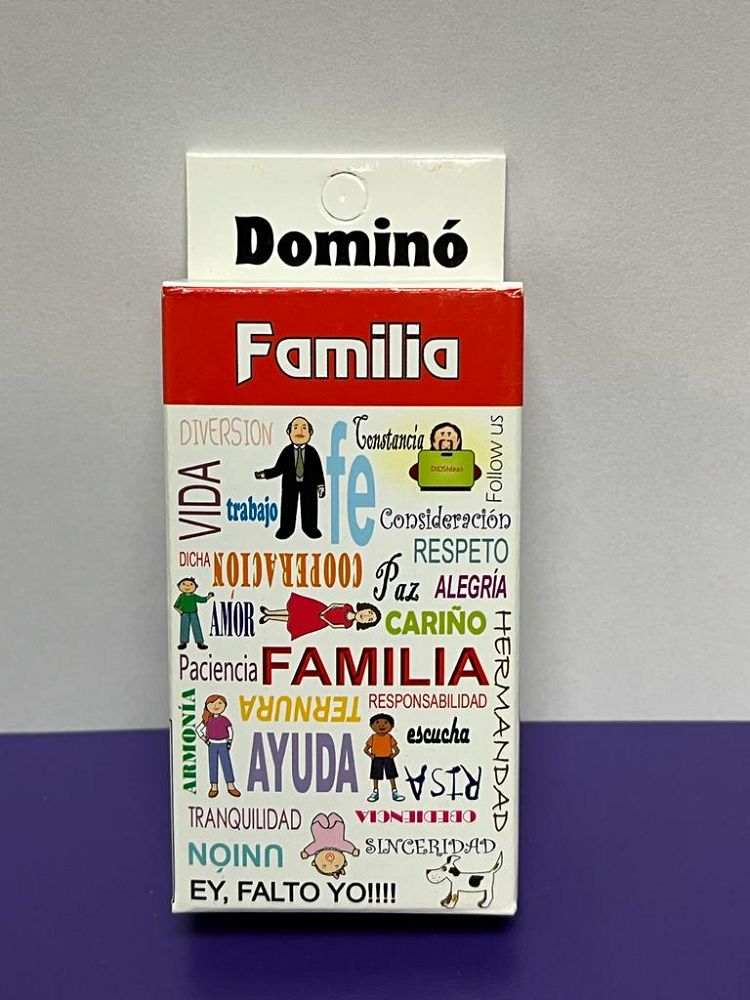 Dominó
Familia
DIVERSION
Constancia
DIOSIdeas
Follow us
VIDA
trabajo
fe
Consideración
RESPETO
DICHA
COOPERACION
Paz
ALEGRÍA
AMOR
CARIÑO
HERMANDAD
Paciencia
FAMILIA
ARMONÍA
TERNURA
RESPONSABILIDAD
AYUDA
escucha
RISA
TRANQUILIDAD
OBEDIENCIA
UNIÓN
SINCERIDAD
EY, FALTO YO!!!!